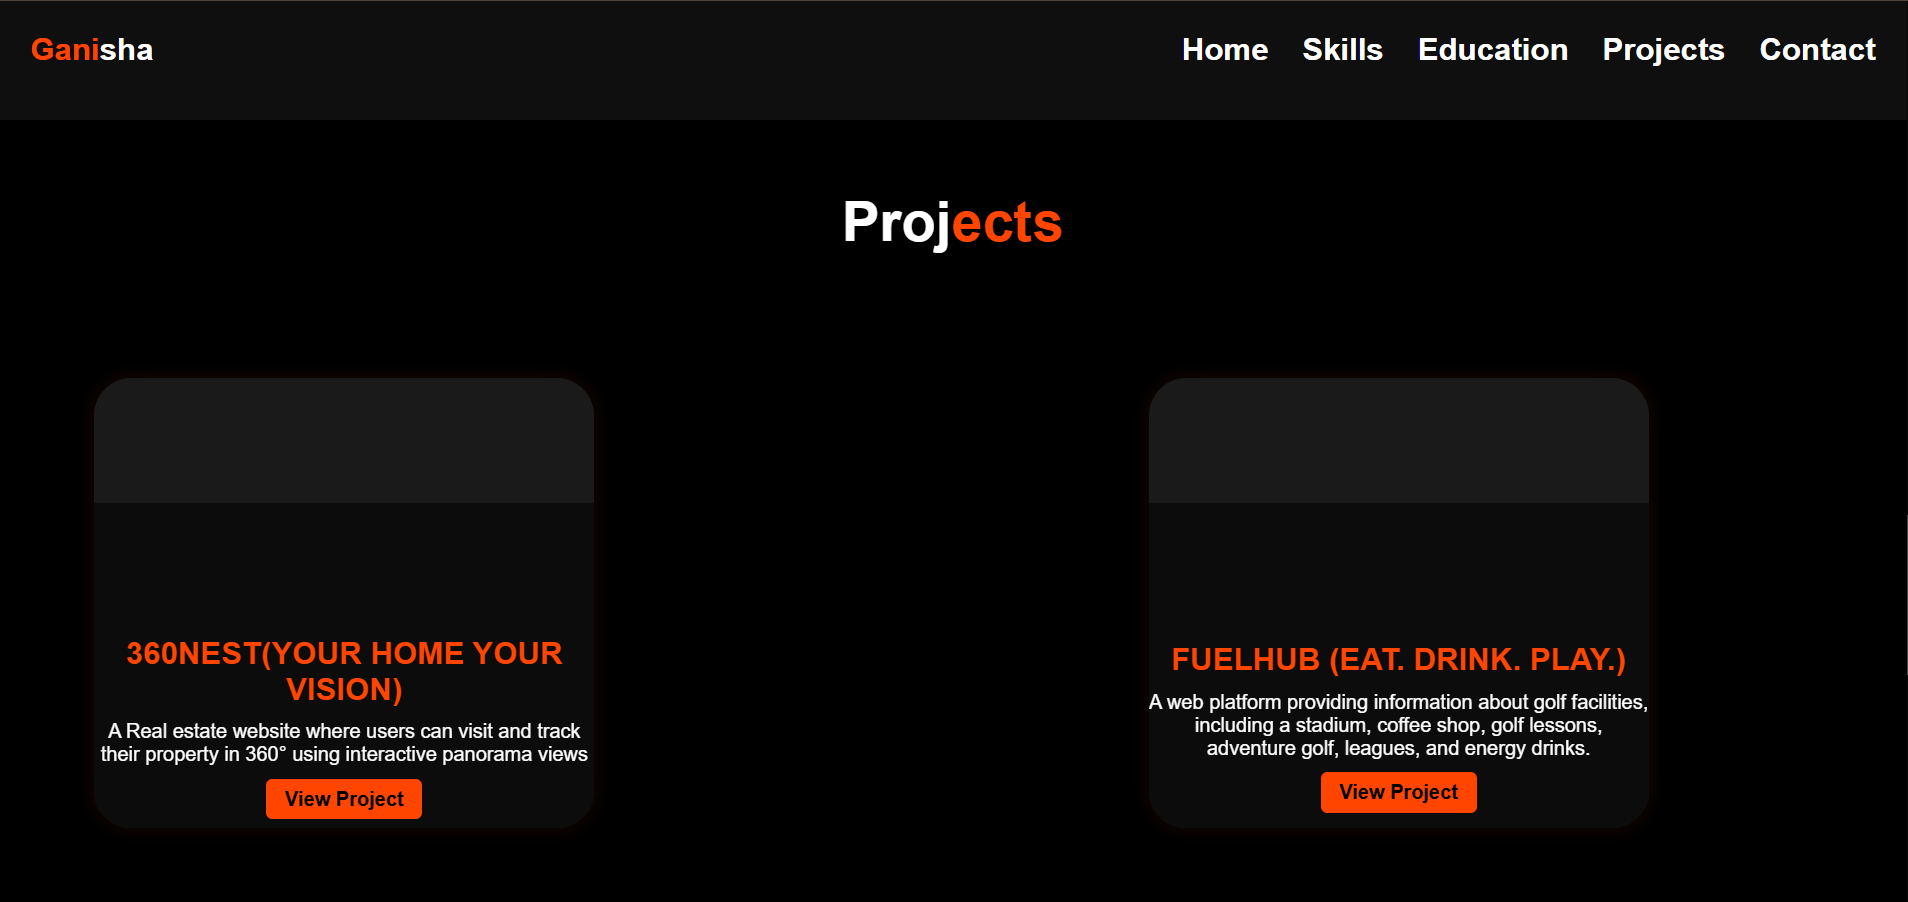 Ganisha
Home Skills Education Projects Contact
Projects
360NEST(YOUR HOME YOUR
VISION)
A Real estate website where users can visit and track
their property in 360° using interactive panorama views
View Project
FUELHUB (EAT. DRINK. PLAY.)
A web platform providing information about golf facilities,
including a stadium, coffee shop, golf lessons,
adventure golf, leagues, and energy drinks.
View Project